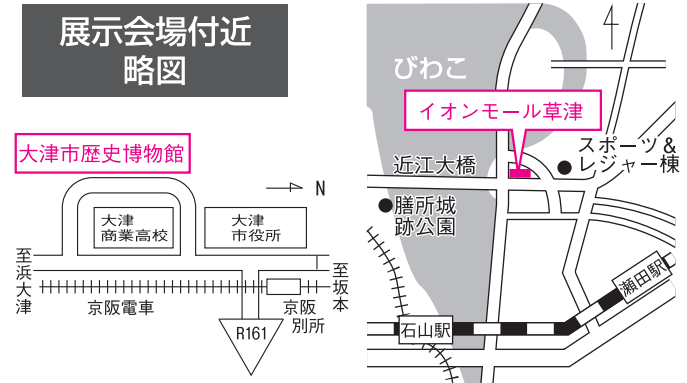 展示会場付近
略図
大津市歴史博物館
N
大津
商業高校
大津
市役所
至浜大津
至坂本
京阪電車
京阪
別所
R161
びわこ
イオンモール草津
近江大橋
スポーツ&
レジャー棟
膳所城
跡公園
瀬田駅
石山駅